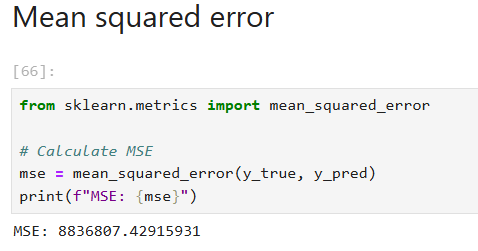 Mean squared error
[66]:
from sklearn.metrics import mean_squared_error
# Calculate MSE
mse = mean_squared_error(y_true, y_pred)
print(f"MSE: {mse}")
MSE: 8836807.42915931